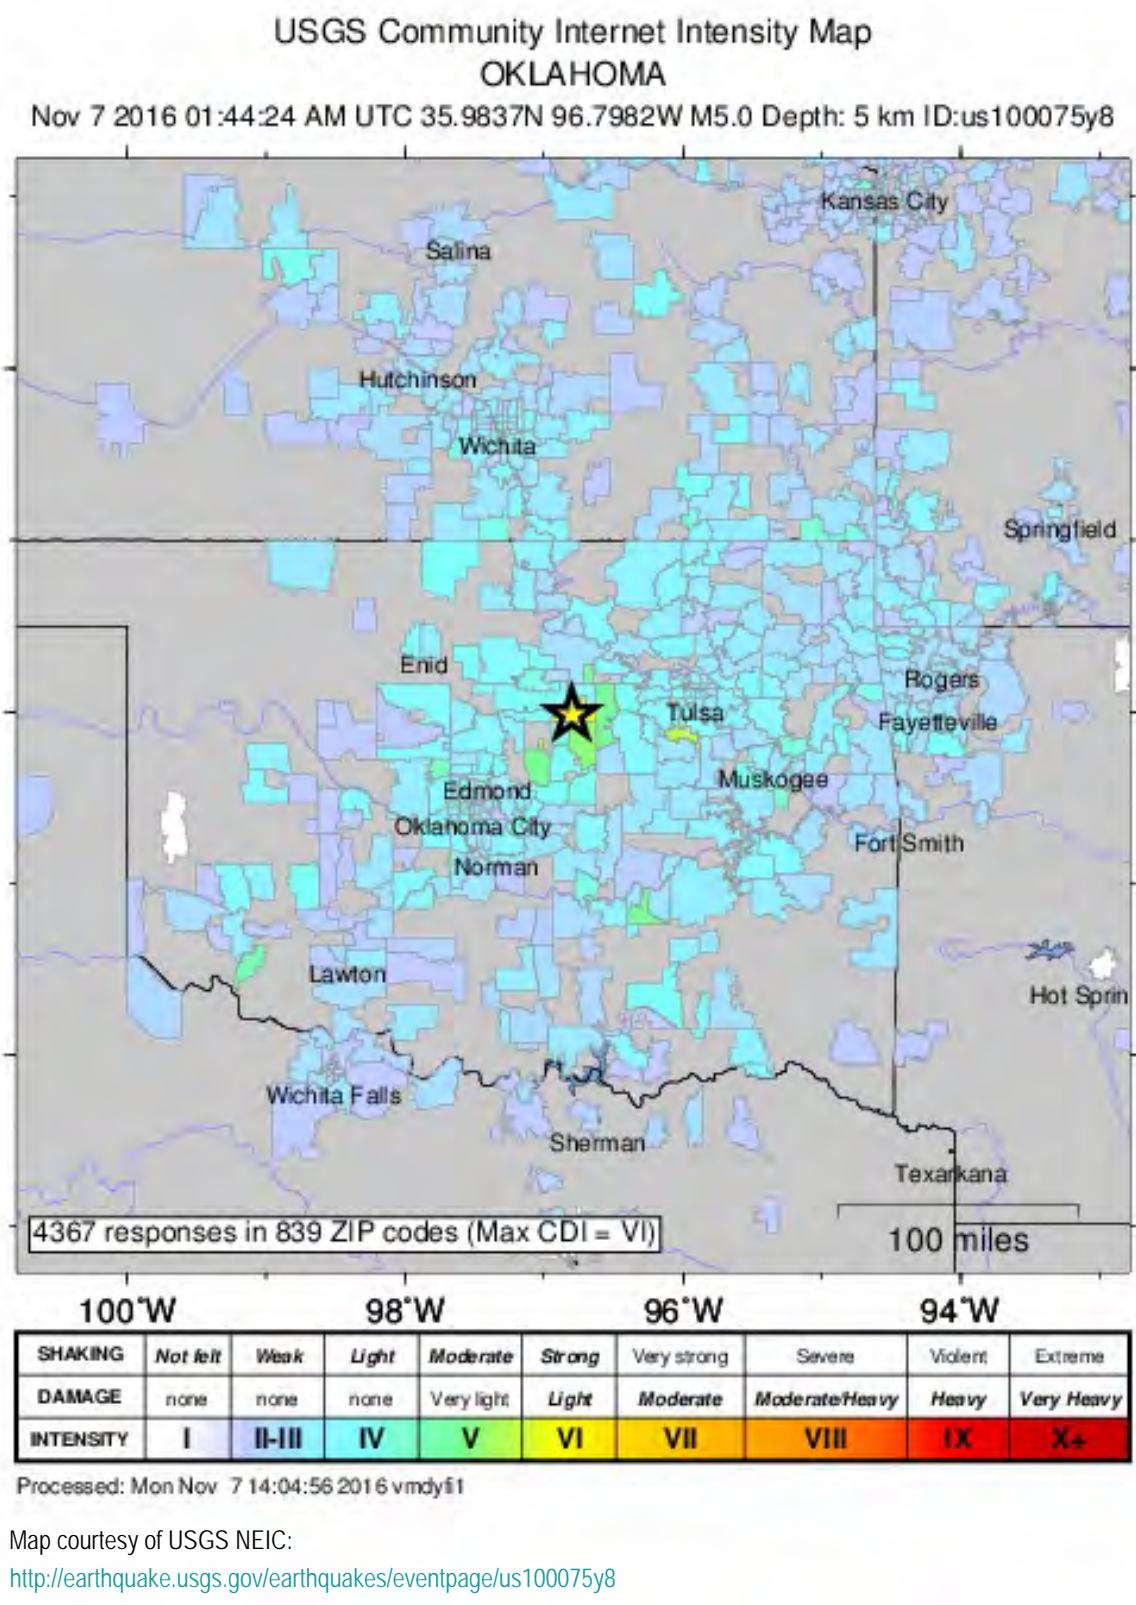 USGS Community Internet Intensity Map
OKLAHOMA
Nov 7 2016 01:44:24 AM UTC 35.9837N 96.7982W M5.0 Depth: 5 km ID:us100075y8
Kansas City
Salina
Hutchinson
Wichita
Springfield
Enid
Rogers
Tulsa
Fayetteville
Muskogee
Edmond
Oklahoma City
Fort Smith
Norman
Lawton
Hot Sprin
Wichita Falls
Sherman
Texarkana
4367 responses in 839 ZIP codes (Max CDI = VI)
100 miles
100°W 98°W 96°W 94°W
SHAKING Not felt Weak Light Moderate Strong Very strong Severe Violent Extreme
DAMAGE none none none Very light Light Moderate Moderate/Heavy Heavy Very Heavy
INTENSITY I II-III IV V VI VII VIII IX X+
Processed: Mon Nov 7 14:04:56 2016 vmdyfi1
Map courtesy of USGS NEIC:
http://earthquake.usgs.gov/earthquakes/eventpage/us100075y8